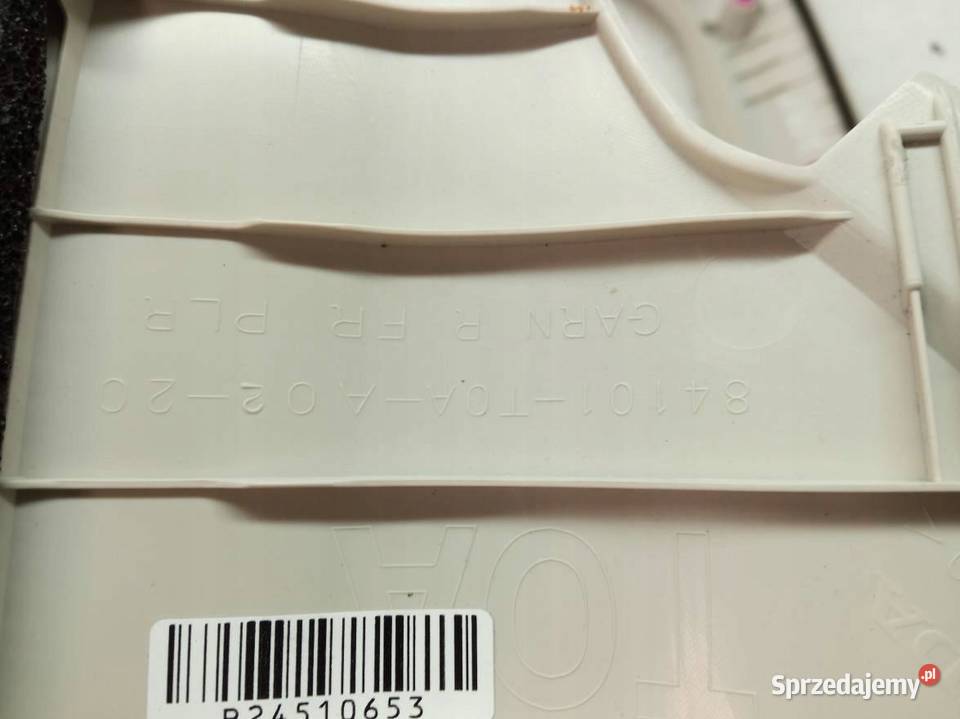 84101-T0A-A02-20
GARN R FR PLR
T0A
B24510653
Sprzedajemy.pl